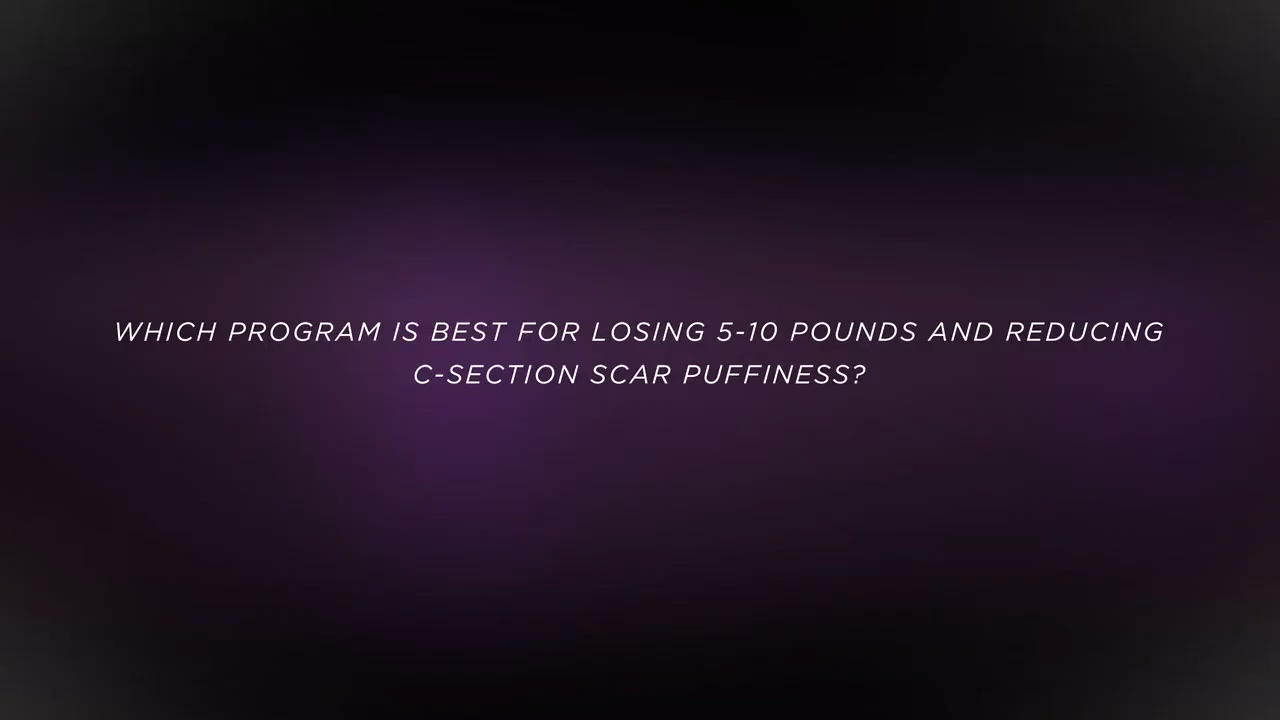 WHICH PROGRAM IS BEST FOR LOSING 5-10 POUNDS AND REDUCING
C-SECTION SCAR PUFFINESS?